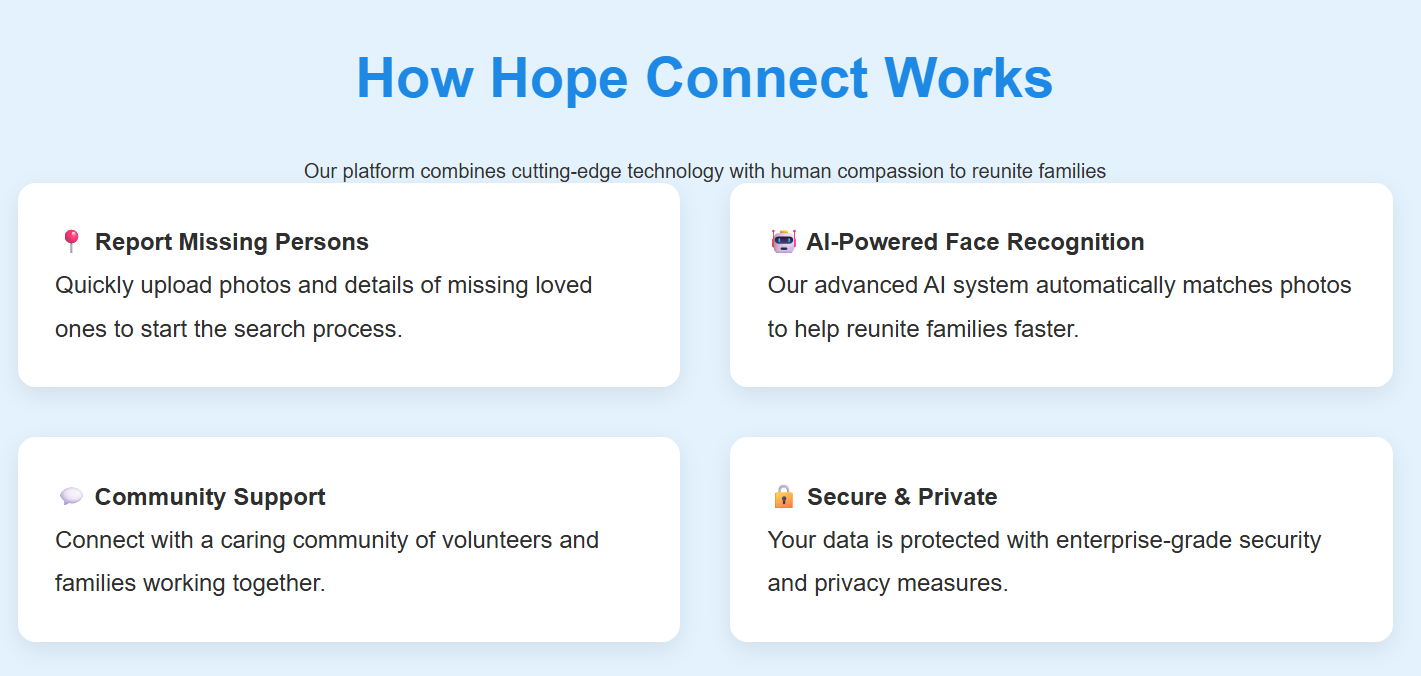 How Hope Connect Works
Our platform combines cutting-edge technology with human compassion to reunite families
Report Missing Persons
Quickly upload photos and details of missing loved
ones to start the search process.
AI-Powered Face Recognition
Our advanced AI system automatically matches photos
to help reunite families faster.
Community Support
Connect with a caring community of volunteers and
families working together.
Secure & Private
Your data is protected with enterprise-grade security
and privacy measures.